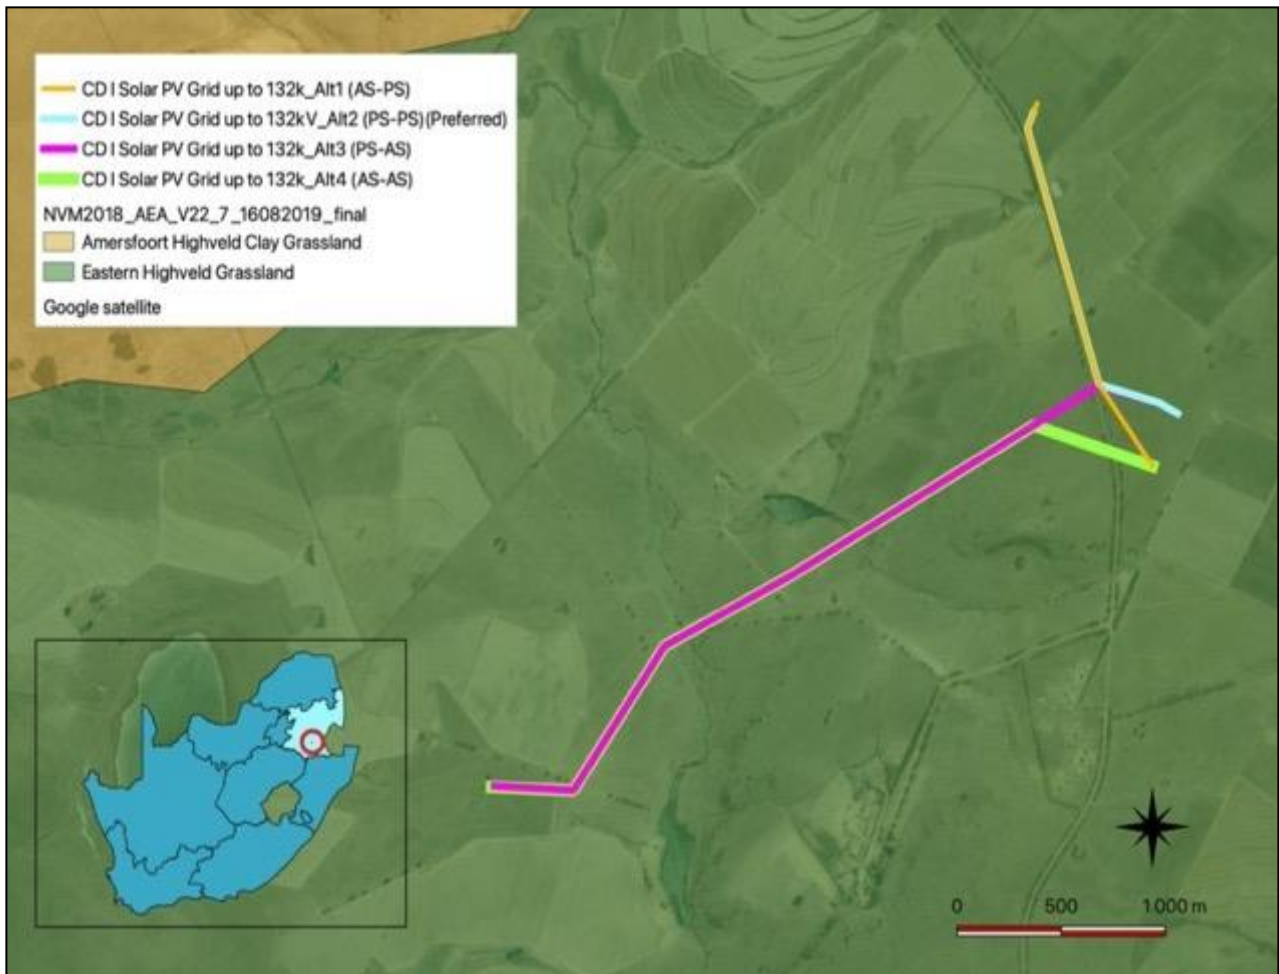 CD I Solar PV Grid up to 132k_Alt1 (AS-PS)
CD I Solar PV Grid up to 132kV_Alt2 (PS-PS)(Preferred)
CD I Solar PV Grid up to 132k_Alt3 (PS-AS)
CD I Solar PV Grid up to 132k_Alt4 (AS-AS)
NVM2018_AEA_V22_7_16082019_final
Amersfoort Highveld Clay Grassland
Eastern Highveld Grassland
Google satellite
0 500 1 000 m